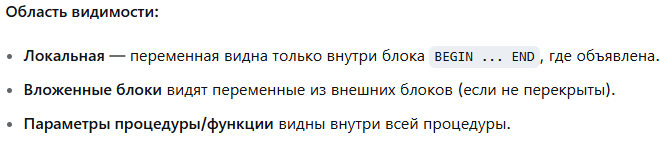 Область видимости:
• Локальная — переменная видна только внутри блока BEGIN ... END, где объявлена.
• Вложенные блоки видят переменные из внешних блоков (если не перекрыты).
• Параметры процедуры/функции видны внутри всей процедуры.